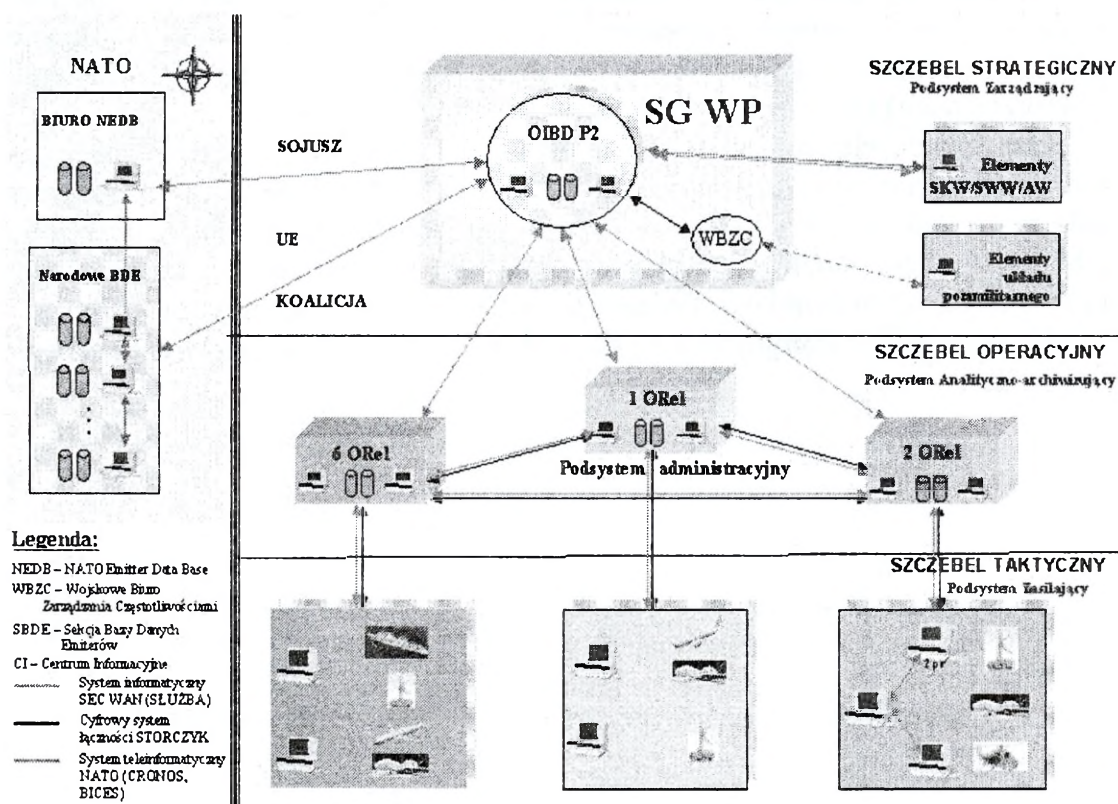 NATO
BIURO NEDB
Narodowe BDE
SOJUSZ
UE
KOALICJA
SG WP
OIBD P2
WBZC
SZCZEBEL STRATEGICZNY
Podsystem Zarządzający
Elementy
SKW/SWW/AW
Elementy
układu
pozamilitarnego
SZCZEBEL OPERACYJNY
Podsystem Analityczno-archiwizujący
1 ORel
6 ORel
2 ORel
Podsystem administracyjny
SZCZEBEL TAKTYCZNY
Podsystem Zasilający
2 pr
Legenda:
NEDB – NATO Emitter Data Base
WBZC – Wojskowe Biuro
Zarządzania Częstotliwościami
SBDE – Sekcja Bazy Danych
Emiterów
CI – Centrum Informacyjne
System informatyczny
SEC WAN (SŁUŻBA)
Cyfrowy system
łączności STORCZYK
System teleinformatyczny
NATO (CRONOS,
BICES)